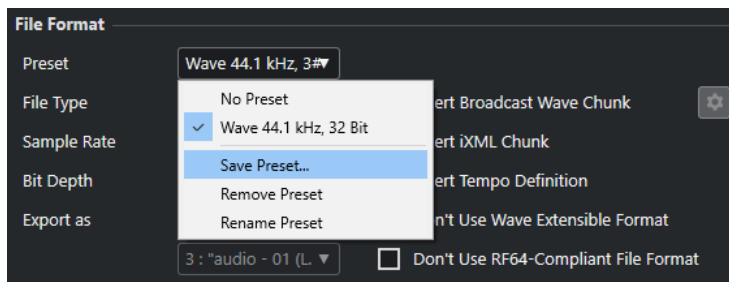 File Format
Preset
Wave 44.1 kHz, 3
File Type
No Preset
ert Broadcast Wave Chunk
Wave 44.1 kHz, 32 Bit
Sample Rate
ert iXML Chunk
Save Preset...
Bit Depth
ert Tempo Definition
Remove Preset
Export as
Rename Preset
n't Use Wave Extensible Format
3 : "audio - 01 (L.
Don't Use RF64-Compliant File Format